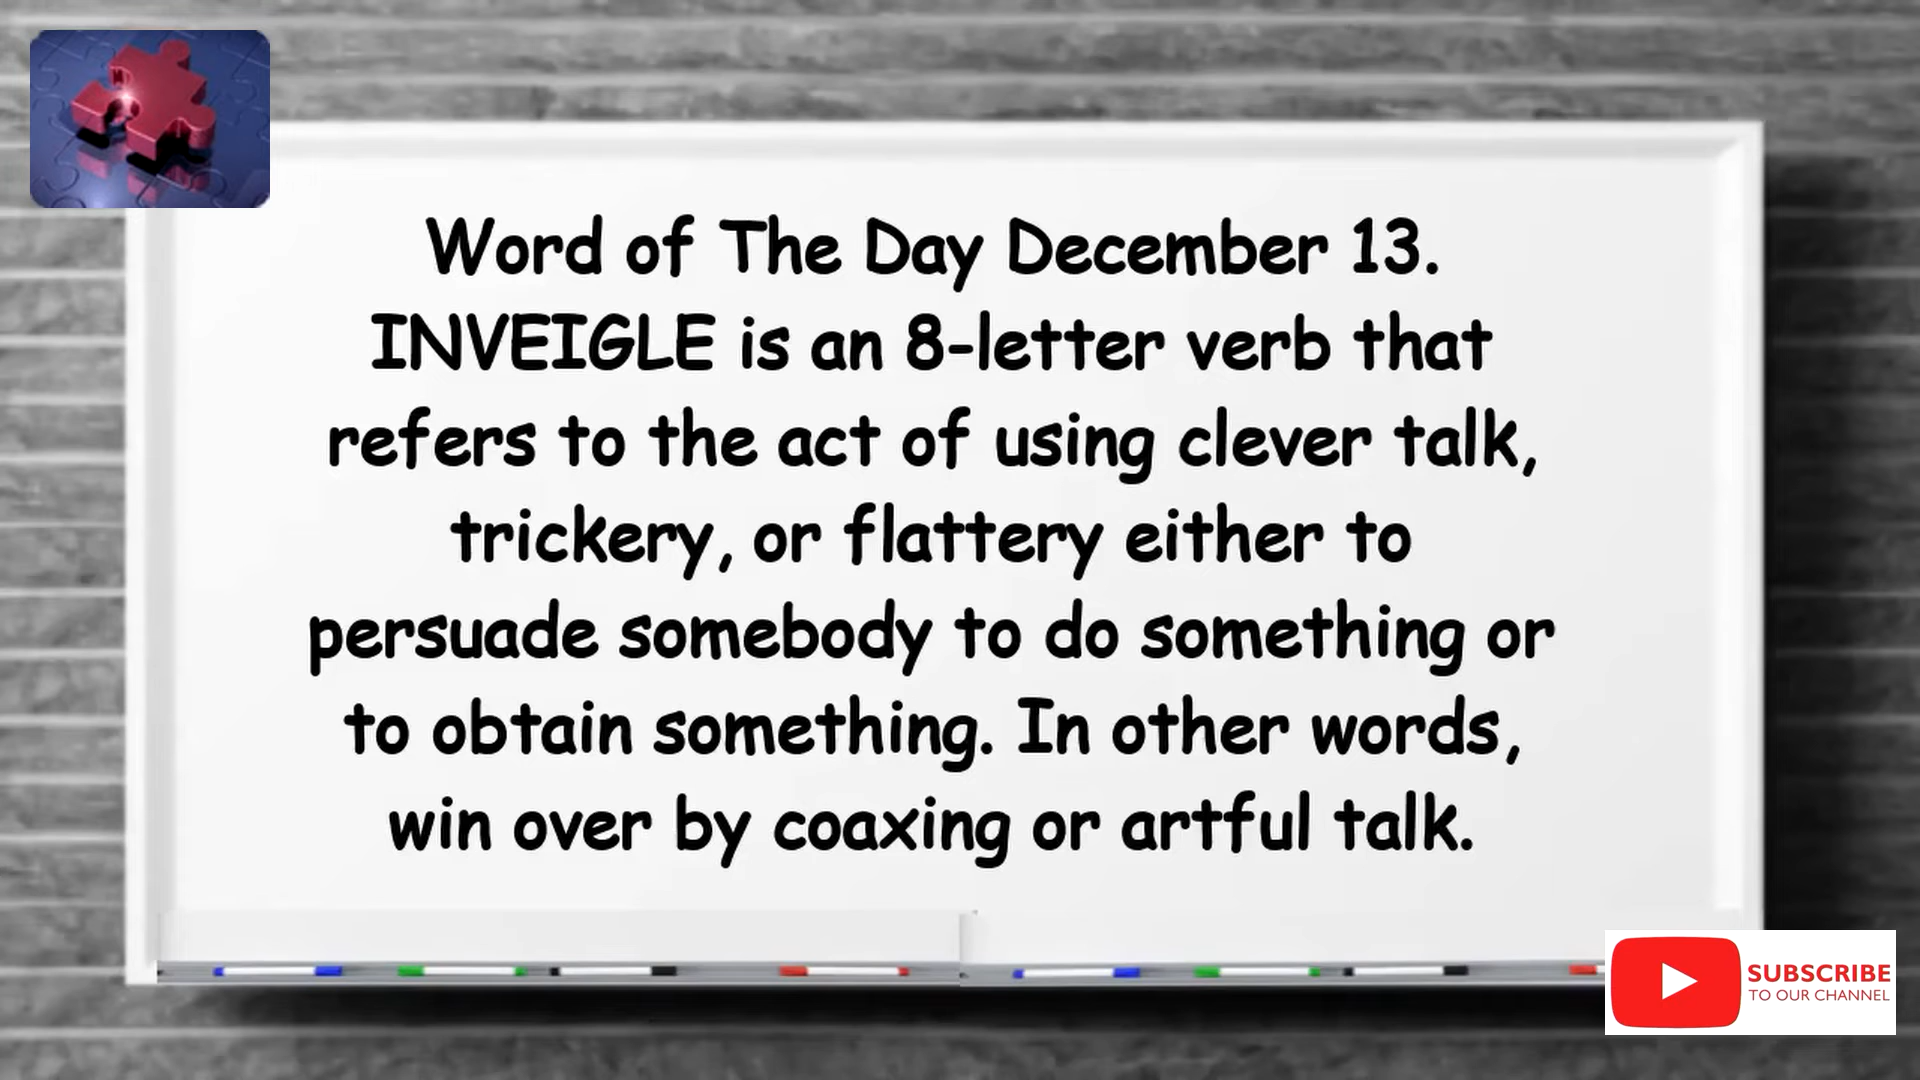 Word of The Day December 13.
INVEIGLE is an 8-letter verb that
refers to the act of using clever talk,
trickery, or flattery either to
persuade somebody to do something or
to obtain something. In other words,
win over by coaxing or artful talk.
SUBSCRIBE
TO OUR CHANNEL